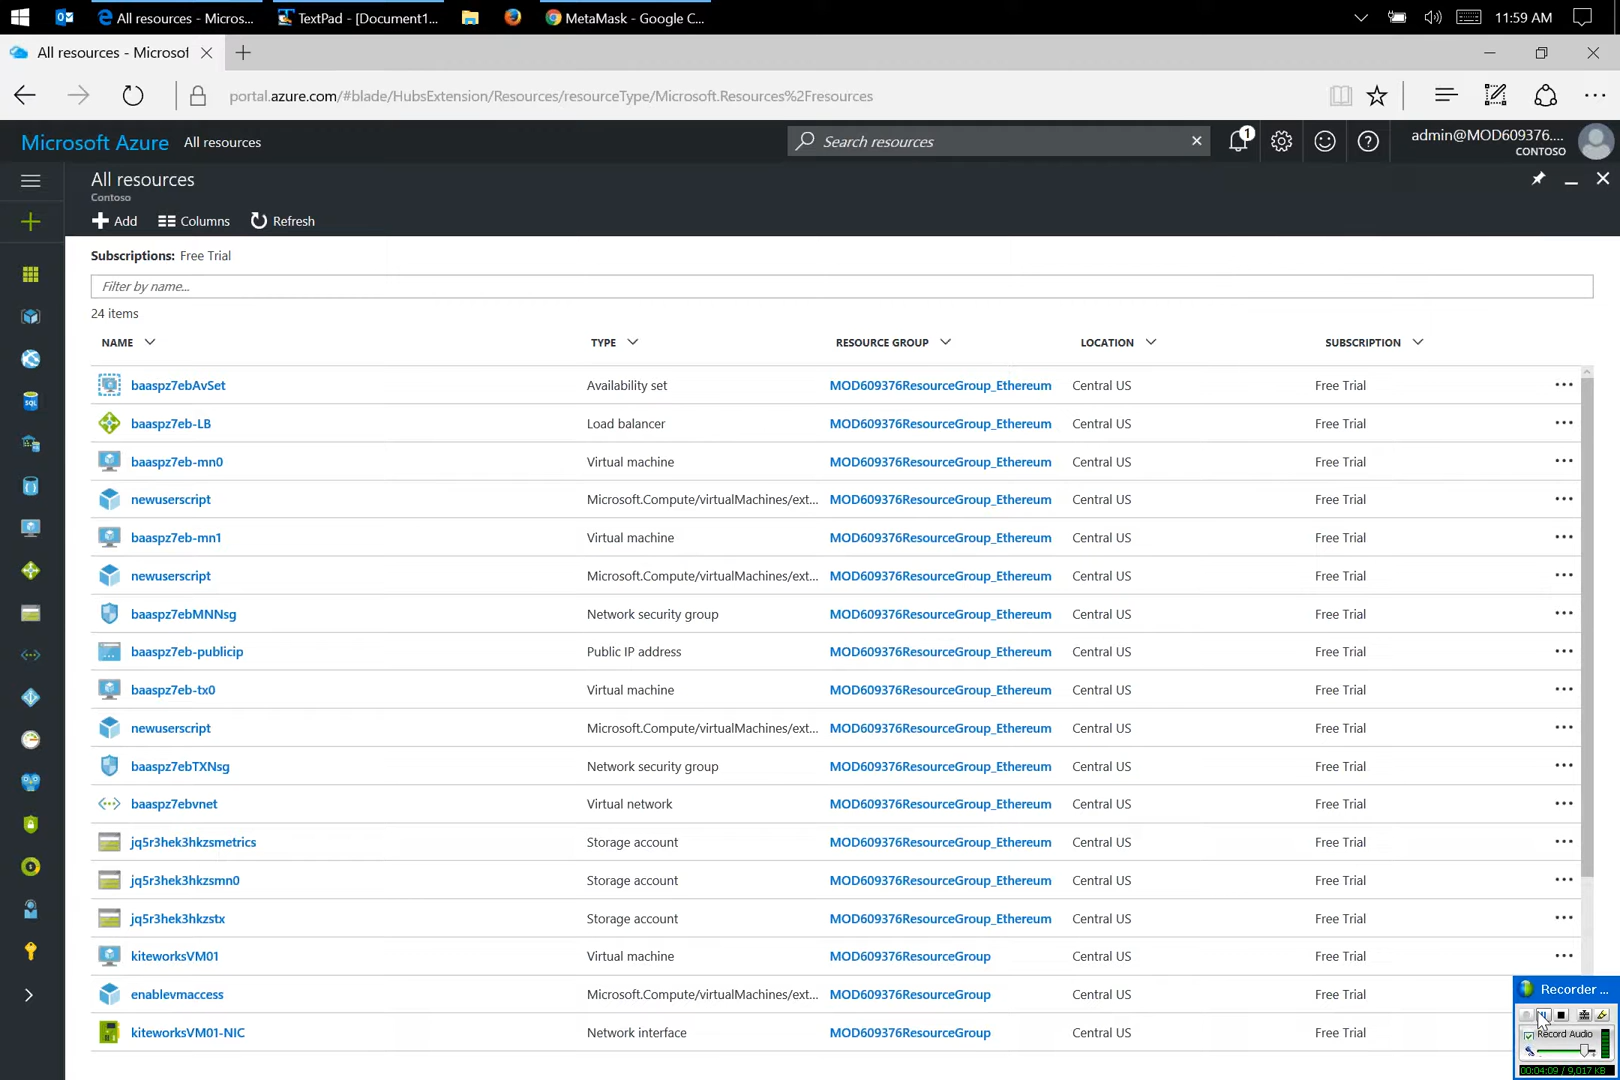 All resources - Micros...
TextPad - [Document1...
MetaMask - Google C...
11:59 AM
All resources - Microsof
portal.azure.com/#blade/HubsExtension/Resources/resourceType/Microsoft.Resources%2Fresources
Microsoft Azure
All resources
Search resources
1
admin@MOD609376....
CONTOSO
All resources
Contoso
Add
Columns
Refresh
Subscriptions: Free Trial
Filter by name...
24 items
NAME TYPE RESOURCE GROUP LOCATION SUBSCRIPTION
baaspz7ebAvSet Availability set MOD609376ResourceGroup_Ethereum Central US Free Trial ...
baaspz7eb-LB Load balancer MOD609376ResourceGroup_Ethereum Central US Free Trial ...
baaspz7eb-mn0 Virtual machine MOD609376ResourceGroup_Ethereum Central US Free Trial ...
newuserscript Microsoft.Compute/virtualMachines/ext... MOD609376ResourceGroup_Ethereum Central US Free Trial ...
baaspz7eb-mn1 Virtual machine MOD609376ResourceGroup_Ethereum Central US Free Trial ...
newuserscript Microsoft.Compute/virtualMachines/ext... MOD609376ResourceGroup_Ethereum Central US Free Trial ...
baaspz7ebMNNsg Network security group MOD609376ResourceGroup_Ethereum Central US Free Trial ...
baaspz7eb-publicip Public IP address MOD609376ResourceGroup_Ethereum Central US Free Trial ...
baaspz7eb-tx0 Virtual machine MOD609376ResourceGroup_Ethereum Central US Free Trial ...
newuserscript Microsoft.Compute/virtualMachines/ext... MOD609376ResourceGroup_Ethereum Central US Free Trial ...
baaspz7ebTXNsg Network security group MOD609376ResourceGroup_Ethereum Central US Free Trial ...
baaspz7ebvnet Virtual network MOD609376ResourceGroup_Ethereum Central US Free Trial ...
jq5r3hek3hkzsmetrics Storage account MOD609376ResourceGroup_Ethereum Central US Free Trial ...
jq5r3hek3hkzsmn0 Storage account MOD609376ResourceGroup_Ethereum Central US Free Trial ...
jq5r3hek3hkzstx Storage account MOD609376ResourceGroup_Ethereum Central US Free Trial ...
kiteworksVM01 Virtual machine MOD609376ResourceGroup Central US Free Trial ...
enablevmaccess Microsoft.Compute/virtualMachines/ext... MOD609376ResourceGroup Central US Free Trial
kiteworksVM01-NIC Network interface MOD609376ResourceGroup Central US Free Trial
Recorder ...
Record Audio
00:04:09 / 9,017 KB